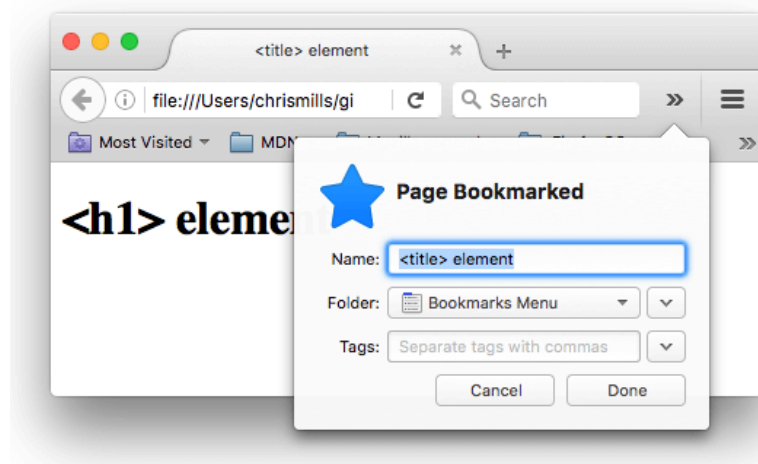 <title> element
file:///Users/chrismills/gi
Search
Most Visited
MDN
<h1> elemen
Page Bookmarked
Name: <title> element
Folder: Bookmarks Menu
Tags: Separate tags with commas
Cancel Done